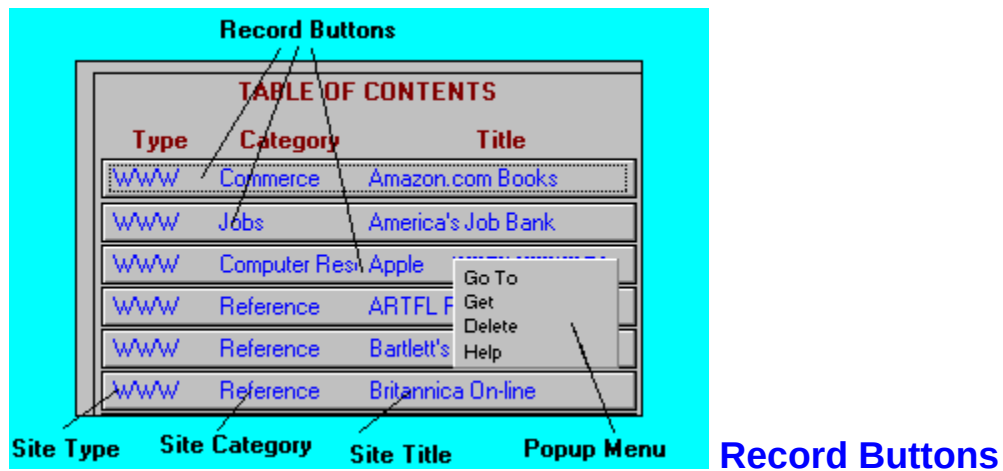 Record Buttons
TABLE OF CONTENTS
Type Category Title
WWW Commerce Amazon.com Books
WWW Jobs America's Job Bank
WWW Computer Res Apple
WWW Reference ARTFL
WWW Reference Bartlett's
WWW Reference Britannica On-line
Go To
Get
Delete
Help
Site Type Site Category Site Title Popup Menu
Record Buttons